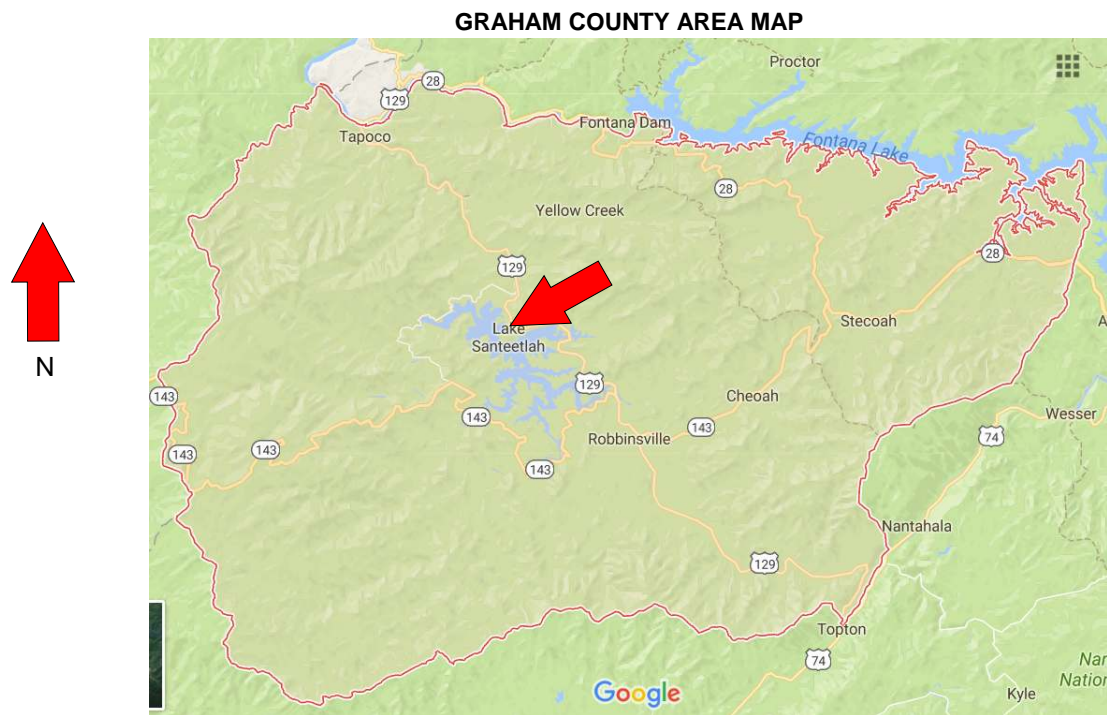 GRAHAM COUNTY AREA MAP
Proctor
28
129
Tapoco
Fontana Dam
Fontana Lake
28
Yellow Creek
28
129
Lake
Santeetlah
Stecoah
A
N
129
143
Cheoah
143
Wesser
143
Robbinsville
74
143
143
143
Nantahala
129
Topton
74
Nar
Nation
Google
Kyle